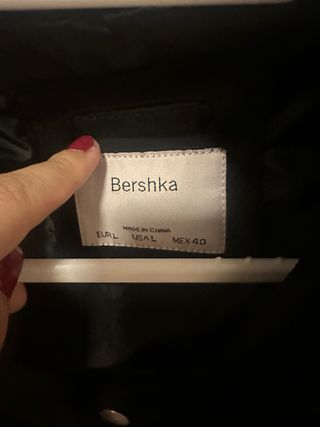 Bershka
MADE IN CHINA
EUR L USA L MEX 40